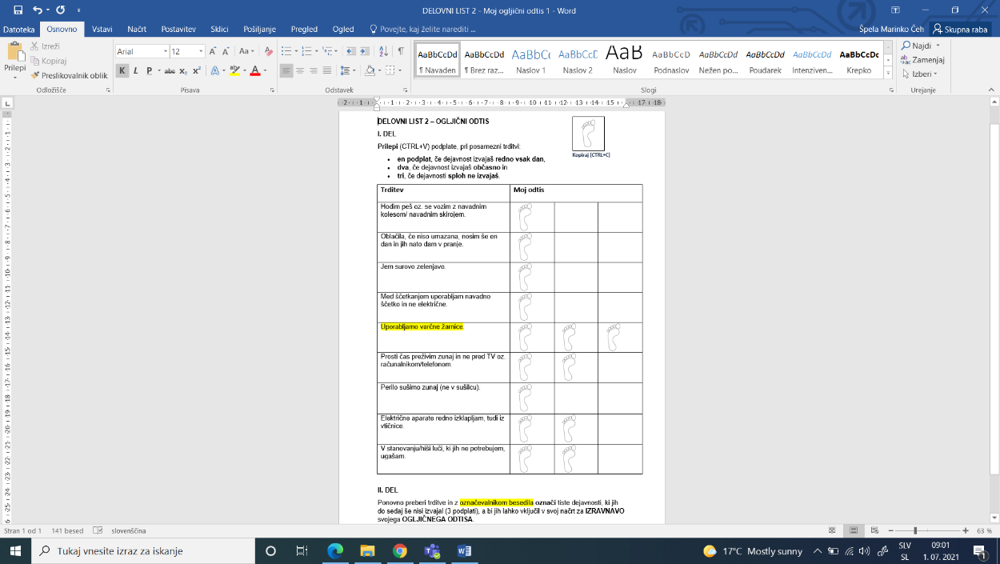 DELOVNI LIST 2 - Moj ogljični odtis 1 - Word
Datoteka Osnovno Vstavi Načrt Postavitev Sklici Pošiljanje Pregled Ogled Povejte, kaj želite narediti ... Špela Marinko Čeh Skupna raba
Prilepi
Izreži
Kopiraj
Preslikovalnik oblik
Odložišče
Arial 12
Aa
K L P abc x₂ x² A A
Pisava
Odstavek
AaBbCcDd AaBbCcDd AaBbCc AaBbCcD AaB AaBbCcD AaBbCcDd AaBbCcDd AaBbCcDd AaBbCcDc
¶ Navaden ¶ Brez raz... Naslov 1 Naslov 2 Naslov Podnaslov Nežen po... Poudarek Intenziven... Krepko
Slogi
Najdi
Zamenjaj
Izberi
Urejanje
DELOVNI LIST 2 – OGLJIČNI ODTIS
I. DEL
Prilepi (CTRL+V) podplate, pri posamezni trditvi:
Kopiraj (CTRL+C)
• en podplat, če dejavnost izvajaš redno vsak dan,
• dva, če dejavnost izvajaš občasno in
• tri, če dejavnosti sploh ne izvajaš.
Trditev Moj odtis
Hodim peš oz. se vozim z navadnim
kolesom/ navadnim skirojem.
Oblačila, če niso umazana, nosim še en
dan in jih nato dam v pranje.
Jem surovo zelenjavo.
Med ščetkanjem uporabljam navadno
ščetko in ne električne.
Uporabljamo varčne žarnice.
Prosti čas preživim zunaj in ne pred TV oz.
računalnikom/telefonom.
Perilo sušimo zunaj (ne v sušilcu).
Električne aparate redno izklapljam, tudi iz
vtičnice.
V stanovanju/hiši luči, ki jih ne potrebujem,
ugašam.
II. DEL
Ponovno preberi trditve in z označevalnikom besedila označi tiste dejavnosti, ki jih
do sedaj še nisi izvajal (3 podplati), a bi jih lahko vključil v svoj načrt za IZRAVNAVO
svojega OGLJIČNEGA ODTISA.
Stran 1 od 1 141 besed slovenščina 63 %
Tukaj vnesite izraz za iskanje
17°C Mostly sunny
SLV
SL
09:01
1. 07. 2021
1